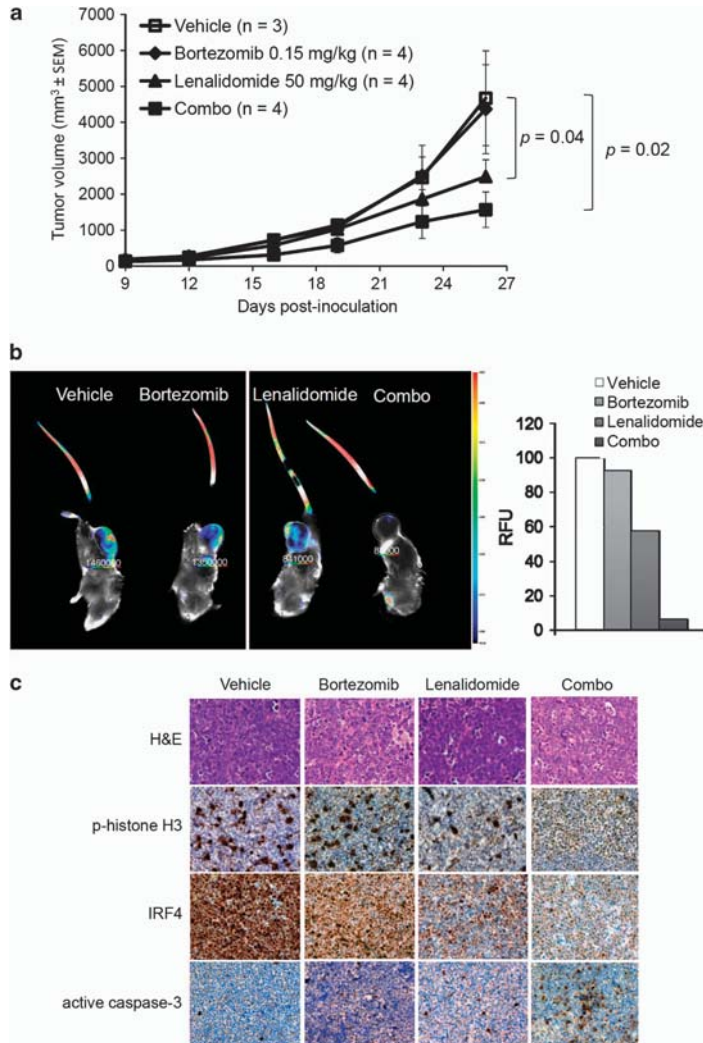 a
7000
6000
5000
4000
3000
2000
1000
0
Tumor volume (mm³ ± SEM)
Vehicle (n = 3)
Bortezomib 0.15 mg/kg (n = 4)
Lenalidomide 50 mg/kg (n = 4)
Combo (n = 4)
p = 0.04
p = 0.02
9 12 15 18 21 24 27
Days post-inoculation
b
Vehicle Bortezomib Lenalidomide Combo
1460000 1350000 841000
Vehicle
Bortezomib
Lenalidomide
Combo
120
100
80
60
40
20
0
RFU
c
Vehicle Bortezomib Lenalidomide Combo
H&E
p-histone H3
IRF4
active caspase-3